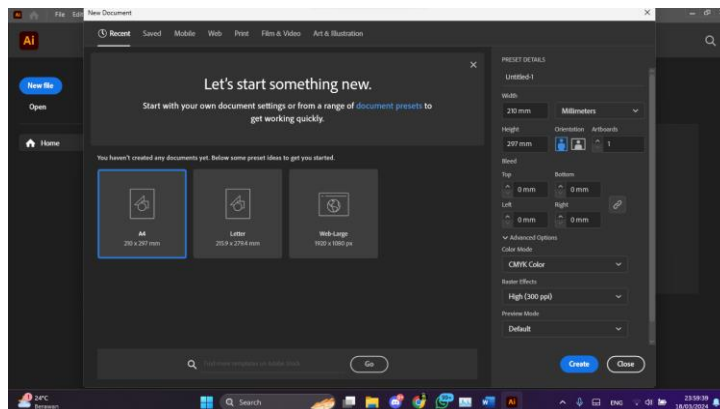 New Document
File Edit
Ai
Recent Saved Mobile Web Print Film & Video Art & Illustration
New file
Open
Home
Let's start something new.
Start with your own document settings or from a range of document presets to
get working quickly.
You haven't created any documents yet. Below some preset ideas to get you started.
A4
210 x 297 mm
Letter
215.9 x 279.4 mm
Web-Large
1920 x 1080 px
Go
PRESET DETAILS
Untitled-1
Width
210 mm Millimeters
Height Orientation Artboards
297 mm 1
Bleed
Top Bottom
0 mm 0 mm
Left Right
0 mm 0 mm
Advanced Options
Color Mode
CMYK Color
Raster Effects
High (300 ppi)
Preview Mode
Default
Create Close
24°C
Berawan
Search
Ai
ENG
23:59:39
18/03/2024